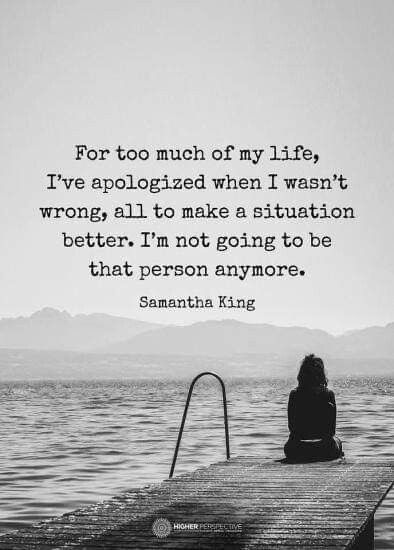 For too much of my life,
I’ve apologized when I wasn’t
wrong, all to make a situation
better. I’m not going to be
that person anymore.
Samantha King
HIGHER PERSPECTIVE